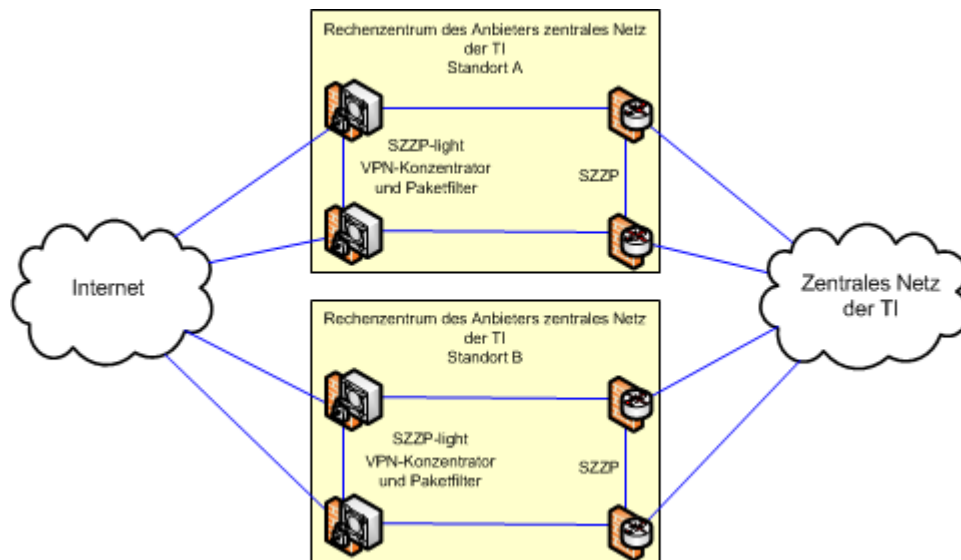 Rechenzentrum des Anbieters zentrales Netz
der TI
Standort A
SZZP-light
VPN-Konzentrator
und Paketfilter
SZZP
Internet
Zentrales Netz
der TI
Rechenzentrum des Anbieters zentrales Netz
der TI
Standort B
SZZP-light
VPN-Konzentrator
und Paketfilter
SZZP